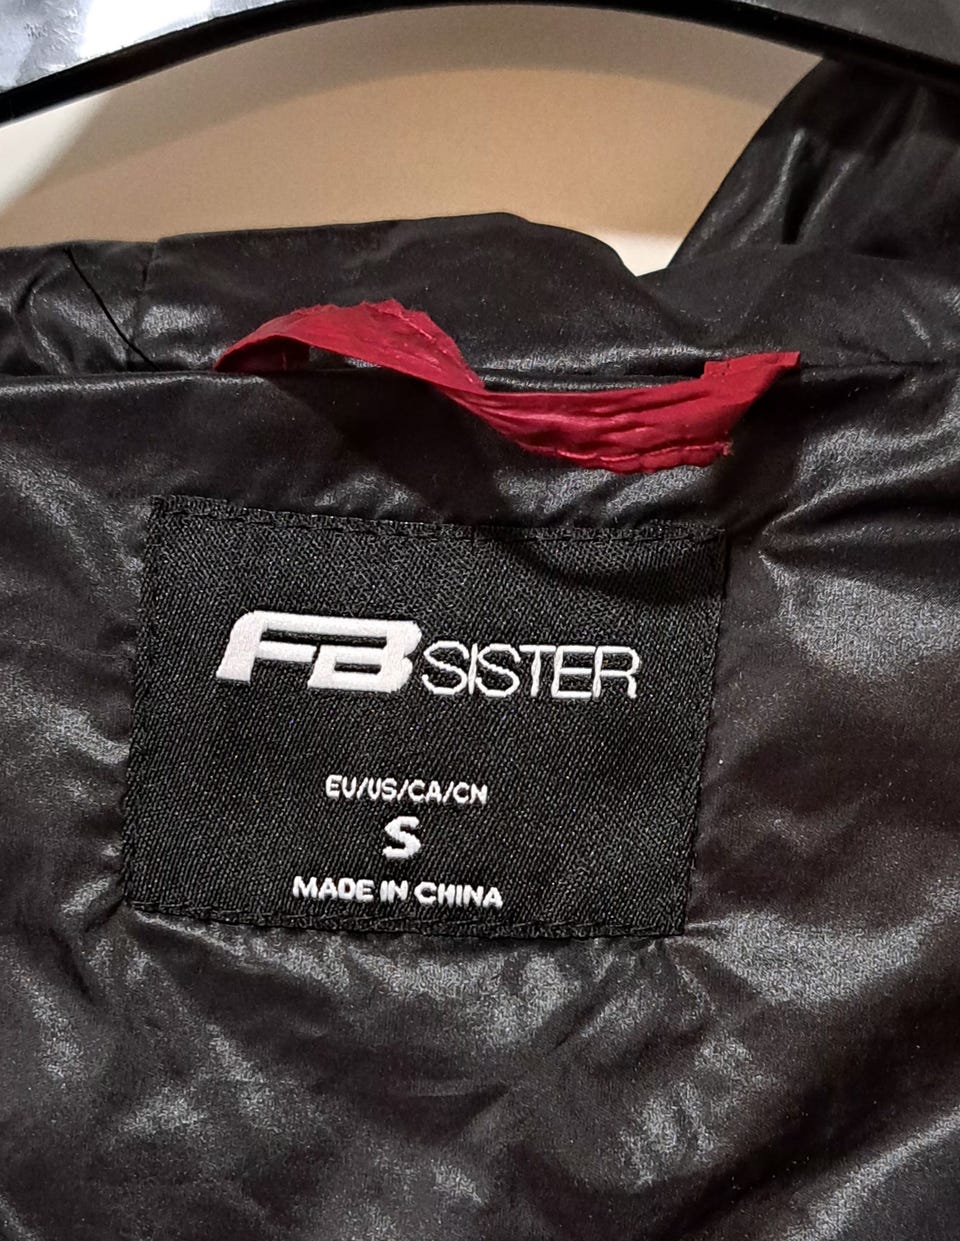 FB SISTER
EU/US/CA/CN
S
MADE IN CHINA